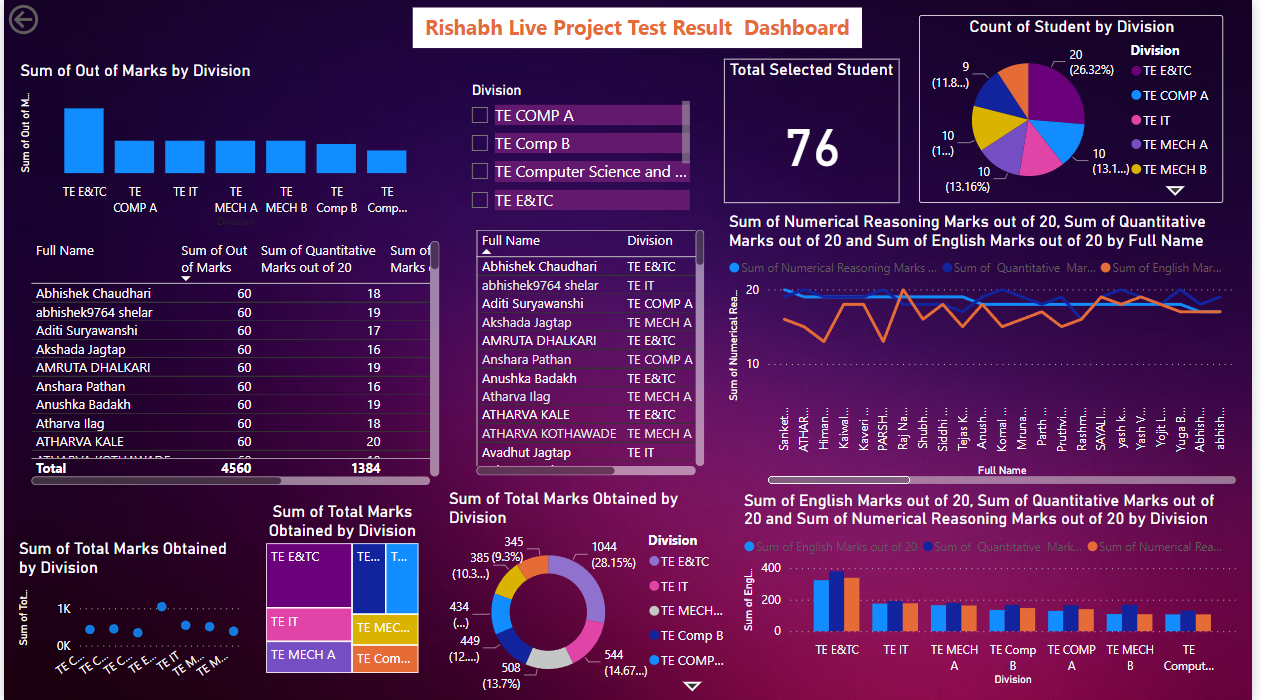 Rishabh Live Project Test Result Dashboard
Sum of Out of Marks by Division
Sum of Out of M...
TE E&TC
TE
COMP A
TE IT
TE
MECH A
TE
MECH B
TE
Comp B
TE
Comp...
Division
Division
TE COMP A
TE Comp B
TE Computer Science and ...
TE E&TC
Total Selected Student
76
Count of Student by Division
20
(26.32%)
10
(13.1...)
10
(13.16%)
10
(1...)
9
(11.8...)
Division
TE E&TC
TE COMP A
TE IT
TE MECH A
TE MECH B
Full Name
Sum of Out
of Marks
Sum of Quantitative
Marks out of 20
Sum of
Marks
Abhishek Chaudhari 60 18
abhishek9764 shelar 60 19
Aditi Suryawanshi 60 17
Akshada Jagtap 60 16
AMRUTA DHALKARI 60 19
Anshara Pathan 60 16
Anushka Badakh 60 19
Atharva Ilag 60 18
ATHARVA KALE 60 20
Total 4560 1384
Full Name Division
Abhishek Chaudhari TE E&TC
abhishek9764 shelar TE IT
Aditi Suryawanshi TE COMP A
Akshada Jagtap TE MECH A
AMRUTA DHALKARI TE E&TC
Anshara Pathan TE COMP A
Anushka Badakh TE E&TC
Atharva Ilag TE MECH A
ATHARVA KALE TE E&TC
ATHARVA KOTHAWADE TE MECH A
Avadhut Jagtap TE IT
Sum of Numerical Reasoning Marks out of 20, Sum of Quantitative
Marks out of 20 and Sum of English Marks out of 20 by Full Name
Sum of Numerical Reasoning Marks ...
Sum of Quantitative Mar...
Sum of English Mar...
Sum of Numerical Rea...
20
10
Sanket...
ATHAR...
Himan...
Kaiwal...
Kaveri ...
PARSH...
Raj Na...
Shubh...
Siddhi ...
Tejas K...
Anush...
Komal ...
Mruna...
Parth ...
Pruthvi...
Rashm...
SAYALI...
yash k...
Yash V...
Yojit L...
Yuga B...
Abhish...
abhish...
Full Name
Sum of Total Marks Obtained
by Division
Sum of Tot...
1K
0K
TE C...
TE C...
TE C...
TE E...
TE IT
TE M...
TE M...
Sum of Total Marks
Obtained by Division
TE E&TC
TE IT
TE MECH A
TE...
T...
TE MEC...
TE Com...
Sum of Total Marks Obtained by
Division
1044
(28.15%)
544
(14.67...)
508
(13.7%)
449
(12....)
434
(...)
385
(10.3...)
345
(9.3%)
Division
TE E&TC
TE IT
TE MECH...
TE Comp B
TE COMP...
Sum of English Marks out of 20, Sum of Quantitative Marks out of
20 and Sum of Numerical Reasoning Marks out of 20 by Division
Sum of English Marks out of 20
Sum of Quantitative Mark...
Sum of Numerical Rea...
Sum of Engl...
400
200
0
TE E&TC
TE IT
TE MECH
A
TE Comp
B
TE COMP
A
TE MECH
B
TE
Comput...
Division